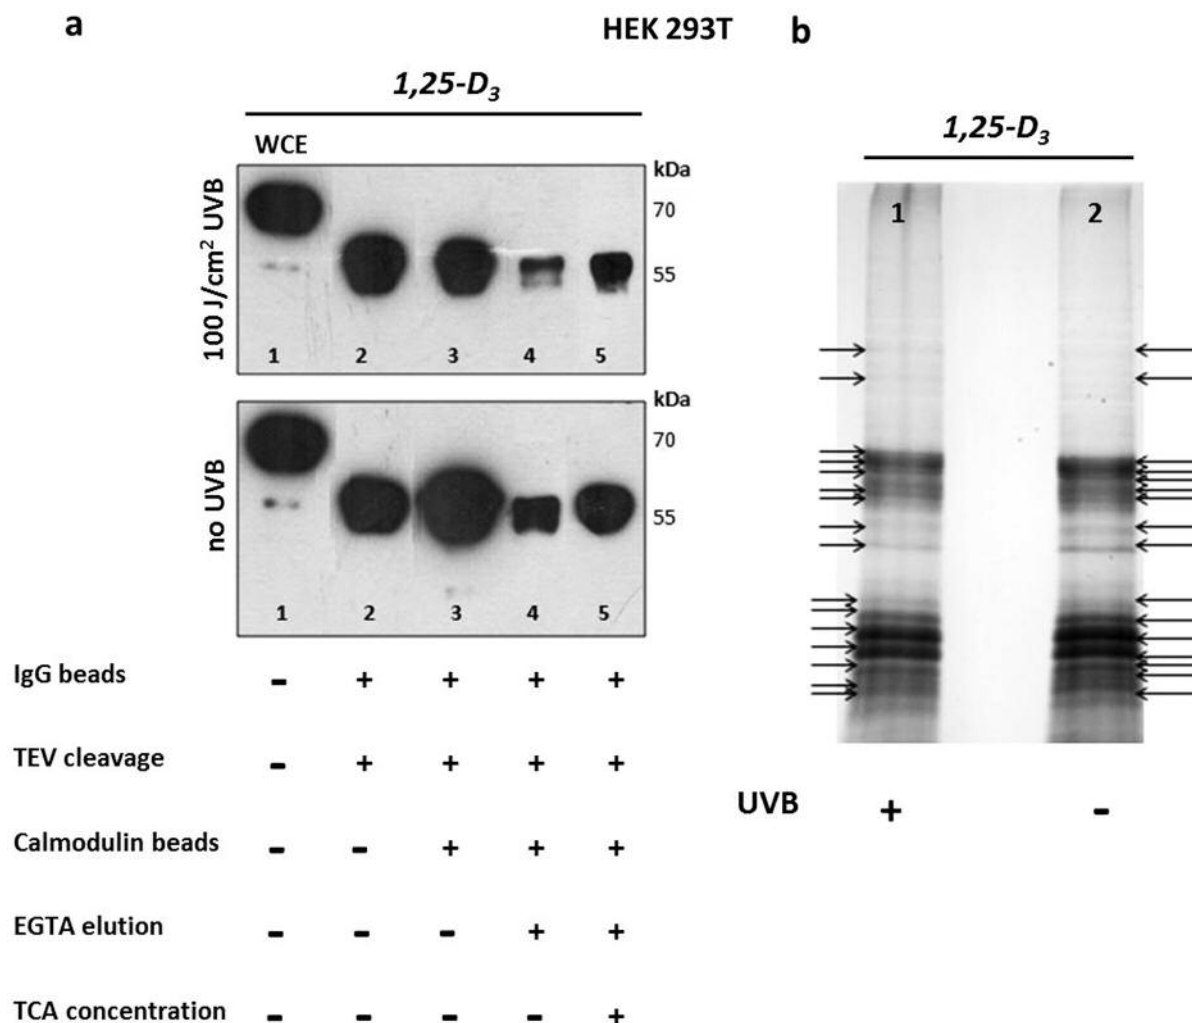 a
HEK 293T
b
1,25-D3
WCE
kDa
100 J/cm2 UVB
70
55
1 2 3 4 5
kDa
no UVB
70
55
1 2 3 4 5
IgG beads - + + + +
TEV cleavage - + + + +
Calmodulin beads - - + + +
EGTA elution - - - + +
TCA concentration - - - - +
1,25-D3
1 2
UVB + -